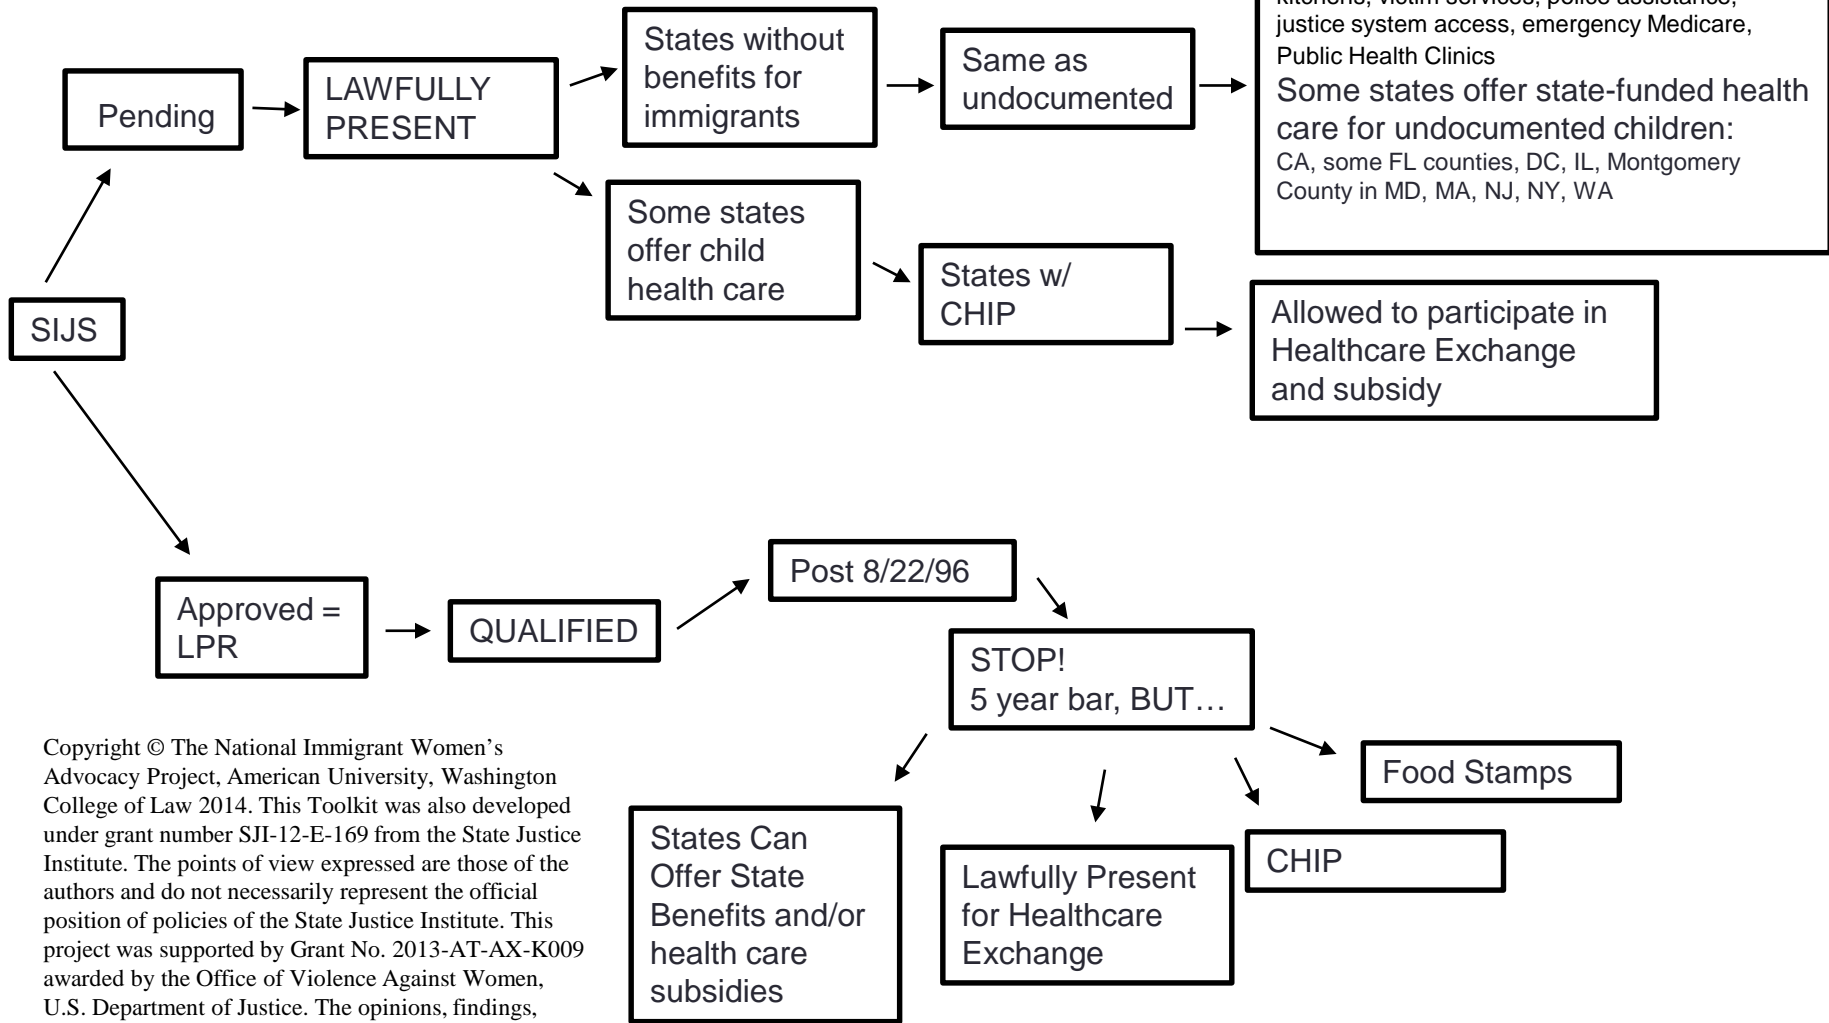 kitchens, victim services, police assistance,
justice system access, emergency Medicare,
Public Health Clinics
Some states offer state-funded health
care for undocumented children:
CA, some FL counties, DC, IL, Montgomery
County in MD, MA, NJ, NY, WA
States without
benefits for
immigrants
Same as
undocumented
Pending
LAWFULLY
PRESENT
Some states
offer child
health care
States w/
CHIP
Allowed to participate in
Healthcare Exchange
and subsidy
SIJS
Post 8/22/96
Approved =
LPR
QUALIFIED
STOP!
5 year bar, BUT…
Food Stamps
CHIP
Lawfully Present
for Healthcare
Exchange
States Can
Offer State
Benefits and/or
health care
subsidies
Copyright © The National Immigrant Women’s
Advocacy Project, American University, Washington
College of Law 2014. This Toolkit was also developed
under grant number SJI-12-E-169 from the State Justice
Institute. The points of view expressed are those of the
authors and do not necessarily represent the official
position of policies of the State Justice Institute. This
project was supported by Grant No. 2013-AT-AX-K009
awarded by the Office of Violence Against Women,
U.S. Department of Justice. The opinions, findings,